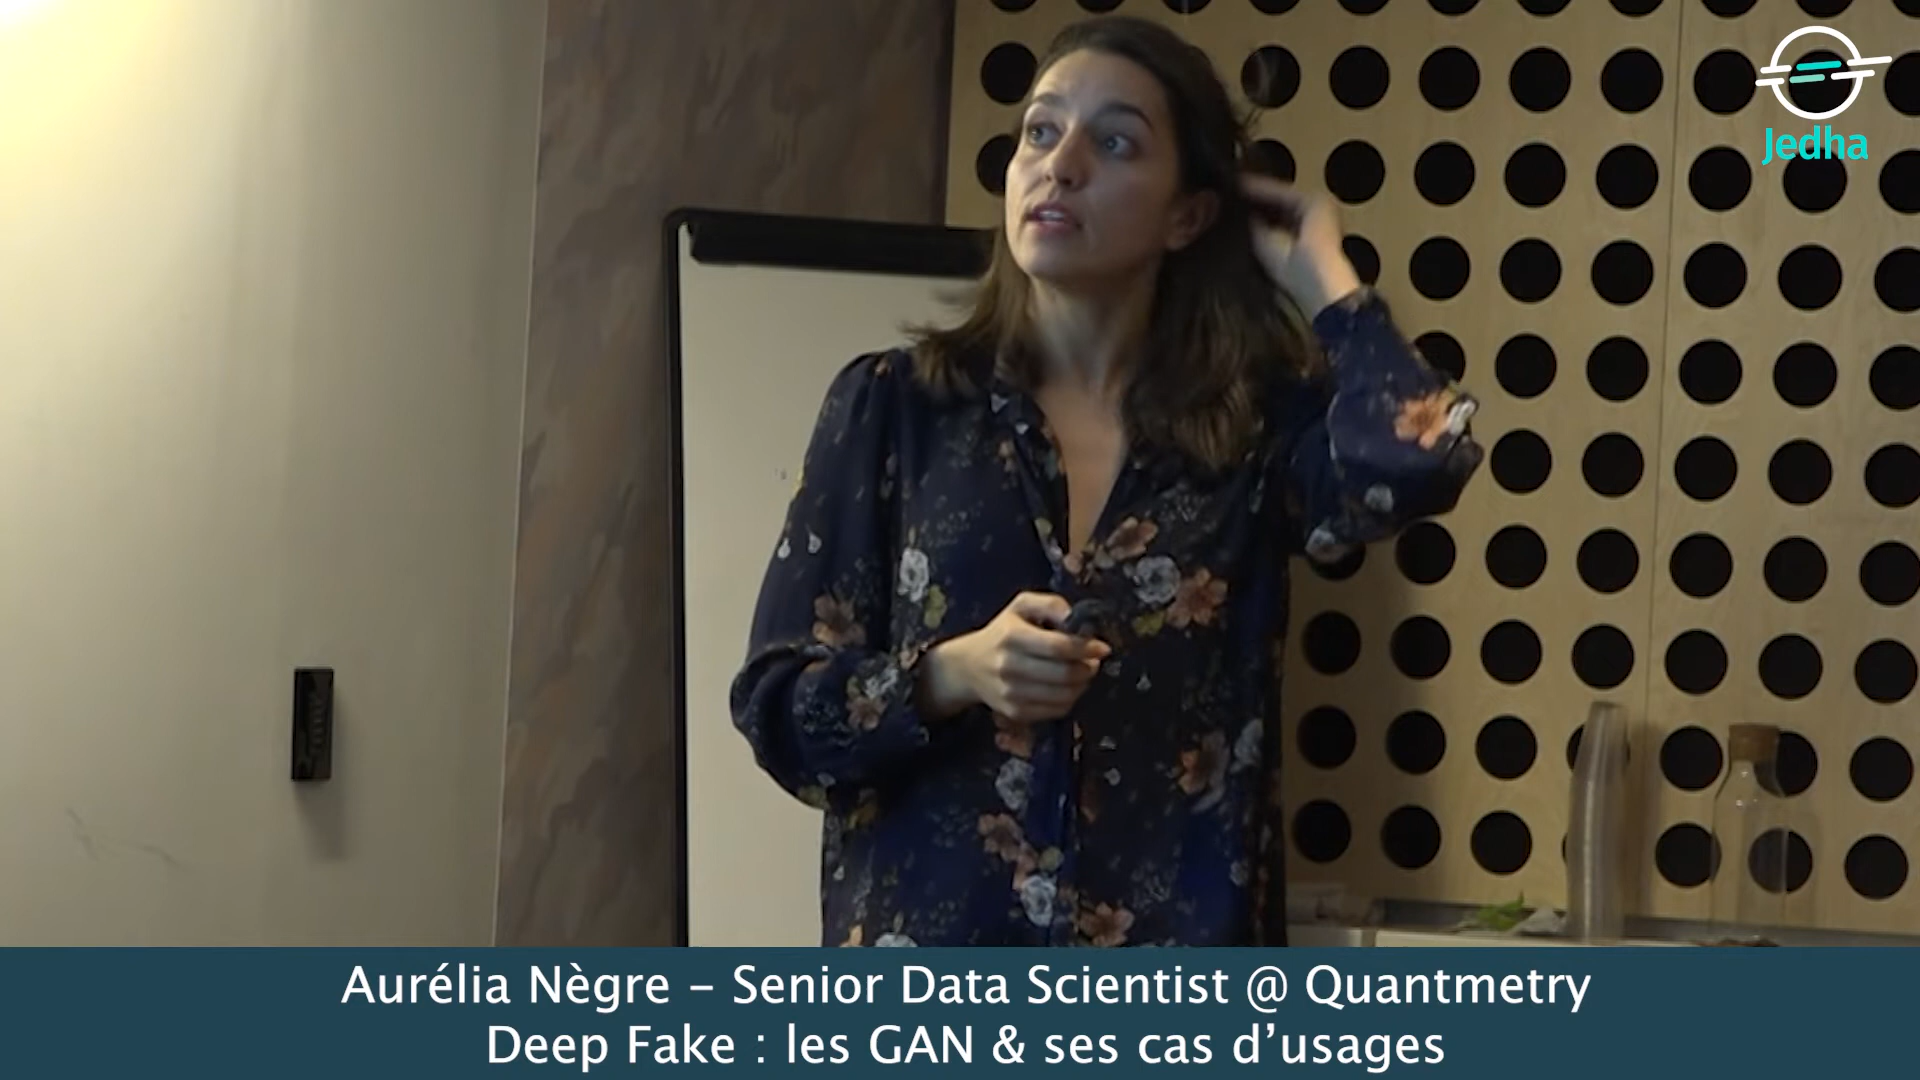 Jedha
Aurélia Nègre – Senior Data Scientist @ Quantmetry
Deep Fake : les GAN & ses cas d’usages